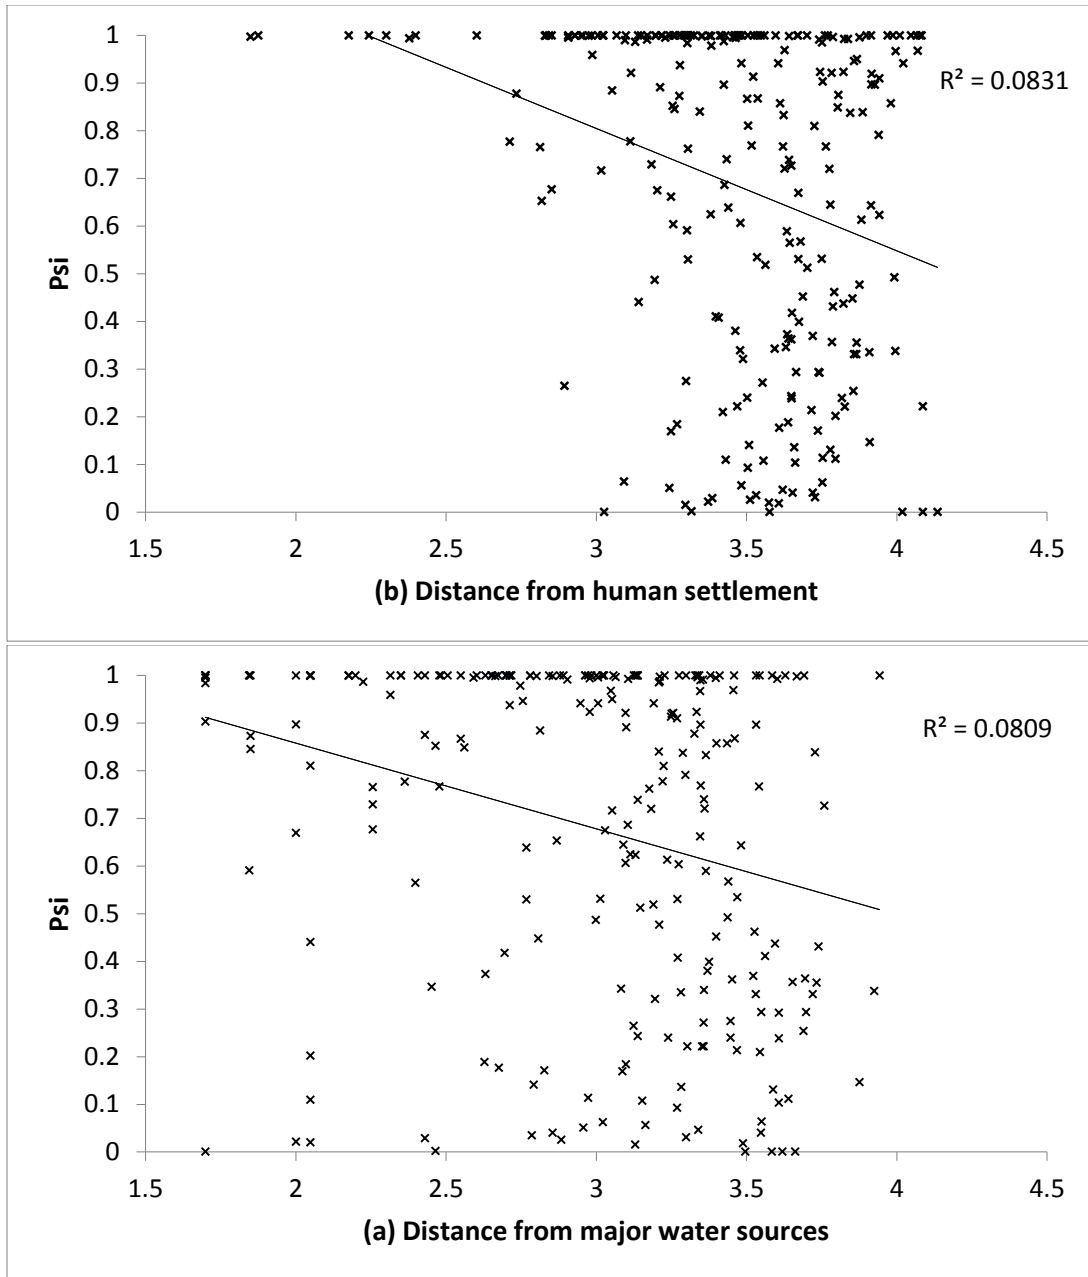 1
0.9
R² = 0.0831
0.8
0.7
0.6
Psi
0.5
0.4
0.3
0.2
0.1
0
1.5 2 2.5 3 3.5 4 4.5
(b) Distance from human settlement
1
0.9
R² = 0.0809
0.8
0.7
0.6
Psi
0.5
0.4
0.3
0.2
0.1
0
1.5 2 2.5 3 3.5 4 4.5
(a) Distance from major water sources